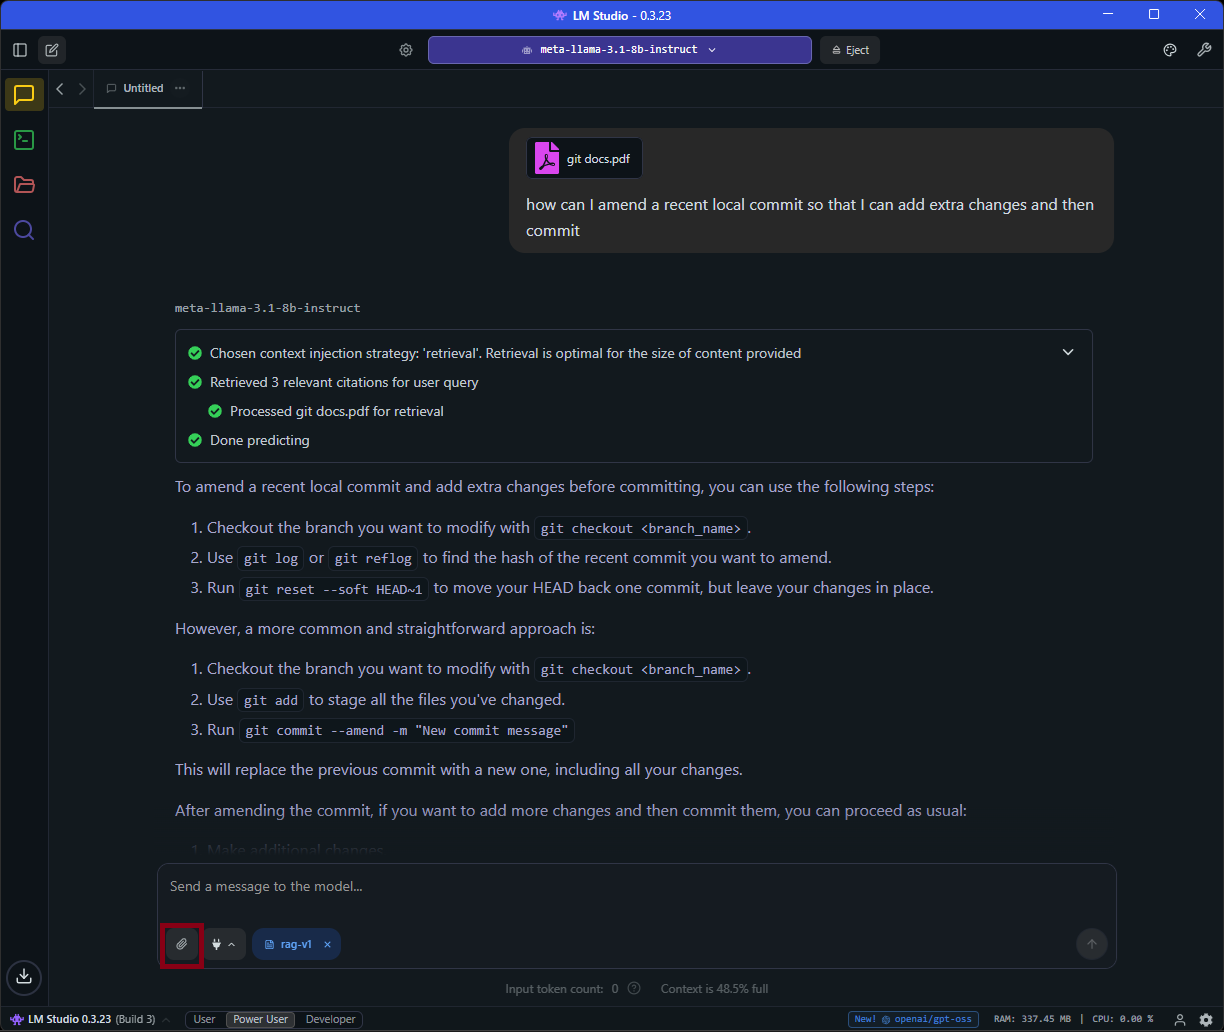 LM Studio - 0.3.23
meta-llama-3.1-8b-instruct
Eject
Untitled
git docs.pdf
how can I amend a recent local commit so that I can add extra changes and then
commit
meta-llama-3.1-8b-instruct
Chosen context injection strategy: 'retrieval'. Retrieval is optimal for the size of content provided
Retrieved 3 relevant citations for user query
Processed git docs.pdf for retrieval
Done predicting
To amend a recent local commit and add extra changes before committing, you can use the following steps:
1. Checkout the branch you want to modify with git checkout <branch_name>.
2. Use git log or git reflog to find the hash of the recent commit you want to amend.
3. Run git reset --soft HEAD~1 to move your HEAD back one commit, but leave your changes in place.
However, a more common and straightforward approach is:
1. Checkout the branch you want to modify with git checkout <branch_name>.
2. Use git add to stage all the files you've changed.
3. Run git commit --amend -m "New commit message"
This will replace the previous commit with a new one, including all your changes.
After amending the commit, if you want to add more changes and then commit them, you can proceed as usual:
1. Make additional changes
Send a message to the model...
rag-v1
Input token count: 0 Context is 48.5% full
LM Studio 0.3.23 (Build 3) User Power User Developer New! openai/gpt-oss RAM: 337.45 MB | CPU: 0.00 %